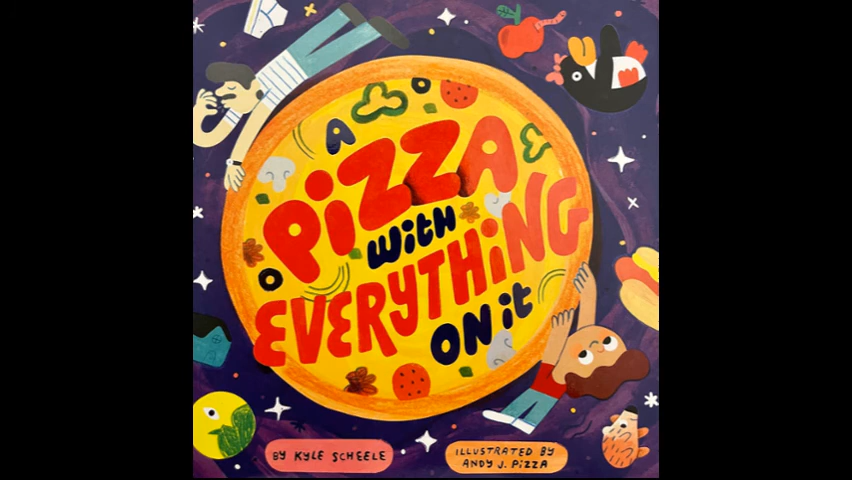 A
PiZZA
with
EVERYTHiNG
ON it
BY KYLE SCHEELE
ILLUSTRATED BY
ANDY J. PiZZA